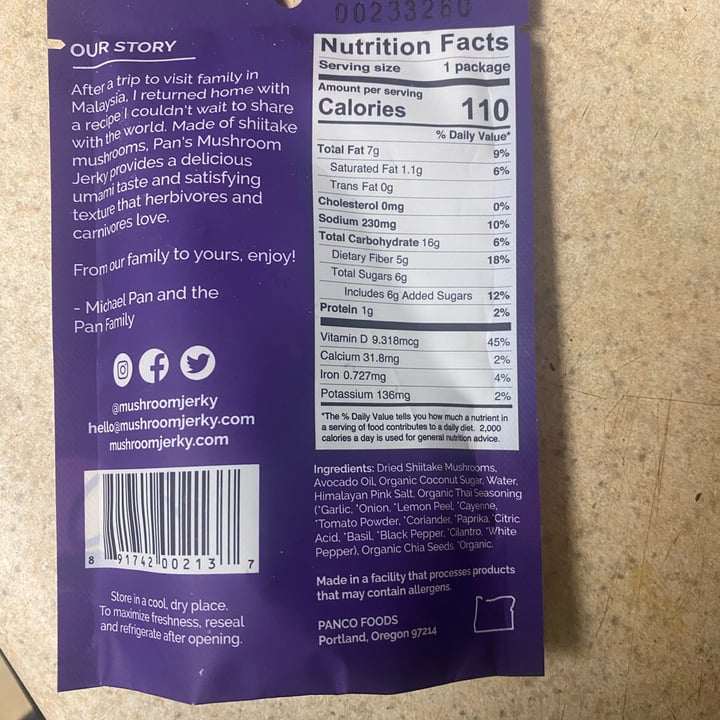 00233260
OUR STORY
After a trip to visit family in
Malaysia, I returned home with
a recipe I couldn't wait to share
with the world. Made of shiitake
mushrooms, Pan's Mushroom
Jerky provides a delicious
umami taste and satisfying
texture that herbivores and
carnivores love.
From our family to yours, enjoy!
- Michael Pan and the
Pan Family
@mushroomjerky
hello@mushroomjerky.com
mushroomjerky.com
8 91742 00213 7
Store in a cool, dry place.
To maximize freshness, reseal
and refrigerate after opening.
Nutrition Facts
Serving size 1 package
Amount per serving
Calories 110
% Daily Value*
Total Fat 7g 9%
Saturated Fat 1.1g 6%
Trans Fat 0g
Cholesterol 0mg 0%
Sodium 230mg 10%
Total Carbohydrate 16g 6%
Dietary Fiber 5g 18%
Total Sugars 6g
Includes 6g Added Sugars 12%
Protein 1g 2%
Vitamin D 9.318mcg 45%
Calcium 31.8mg 2%
Iron 0.727mg 4%
Potassium 136mg 2%
*The % Daily Value tells you how much a nutrient in
a serving of food contributes to a daily diet. 2,000
calories a day is used for general nutrition advice.
Ingredients: Dried Shiitake Mushrooms,
Avocado Oil, Organic Coconut Sugar, Water,
Himalayan Pink Salt, Organic Thai Seasoning
(*Garlic, *Onion, *Lemon Peel, *Cayenne,
*Tomato Powder, *Coriander, *Paprika, *Citric
Acid, *Basil, *Black Pepper, *Cilantro, *White
Pepper), Organic Chia Seeds. *Organic.
Made in a facility that processes products
that may contain allergens.
PANCO FOODS
Portland, Oregon 97214